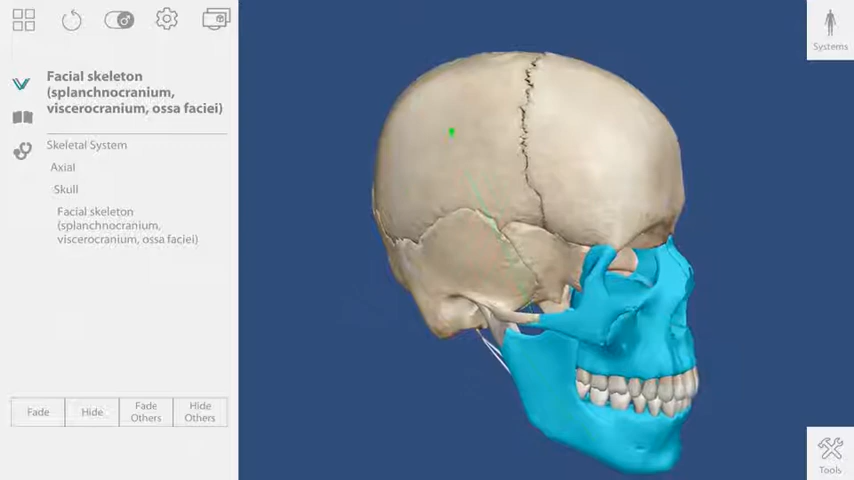 Systems
Facial skeleton
(splanchnocranium,
viscerocranium, ossa faciei)
Skeletal System
Axial
Skull
Facial skeleton
(splanchnocranium,
viscerocranium, ossa faciei)
Fade
Hide
Fade
Others
Hide
Others
Tools